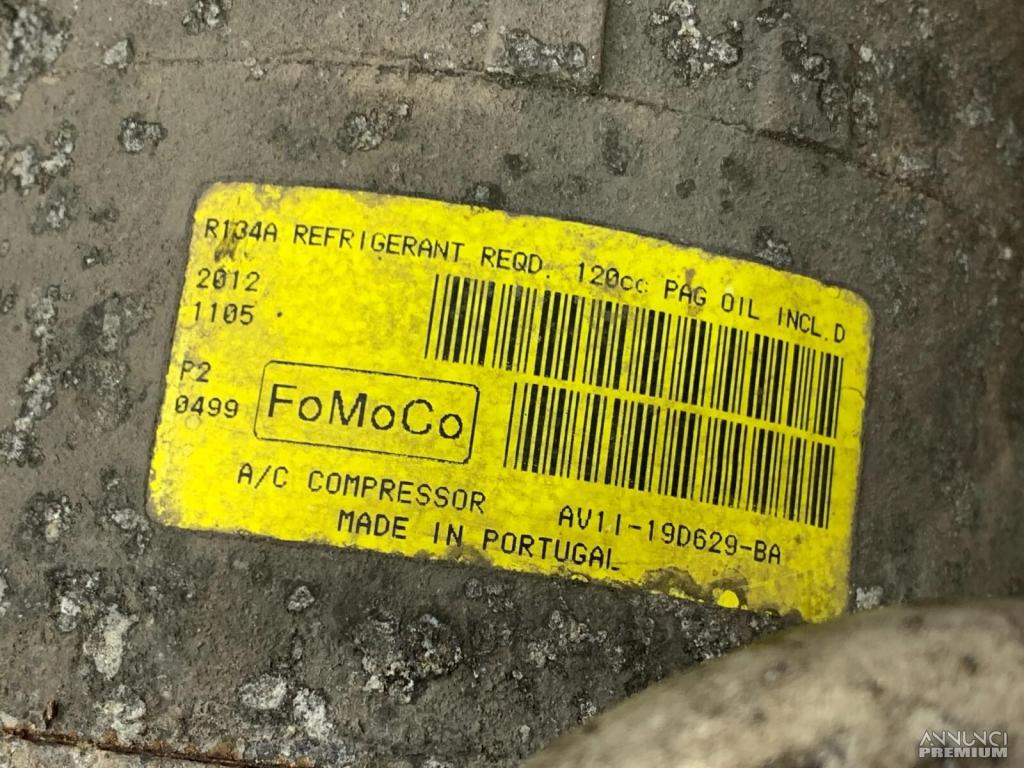 R134A REFRIGERANT REQD. 120cc PAG OIL INCL.D
2012
1105
P2
0499
FoMoCo
A/C COMPRESSOR
AV11-19D629-BA
MADE IN PORTUGAL
ANNUNCI
PREMIUM